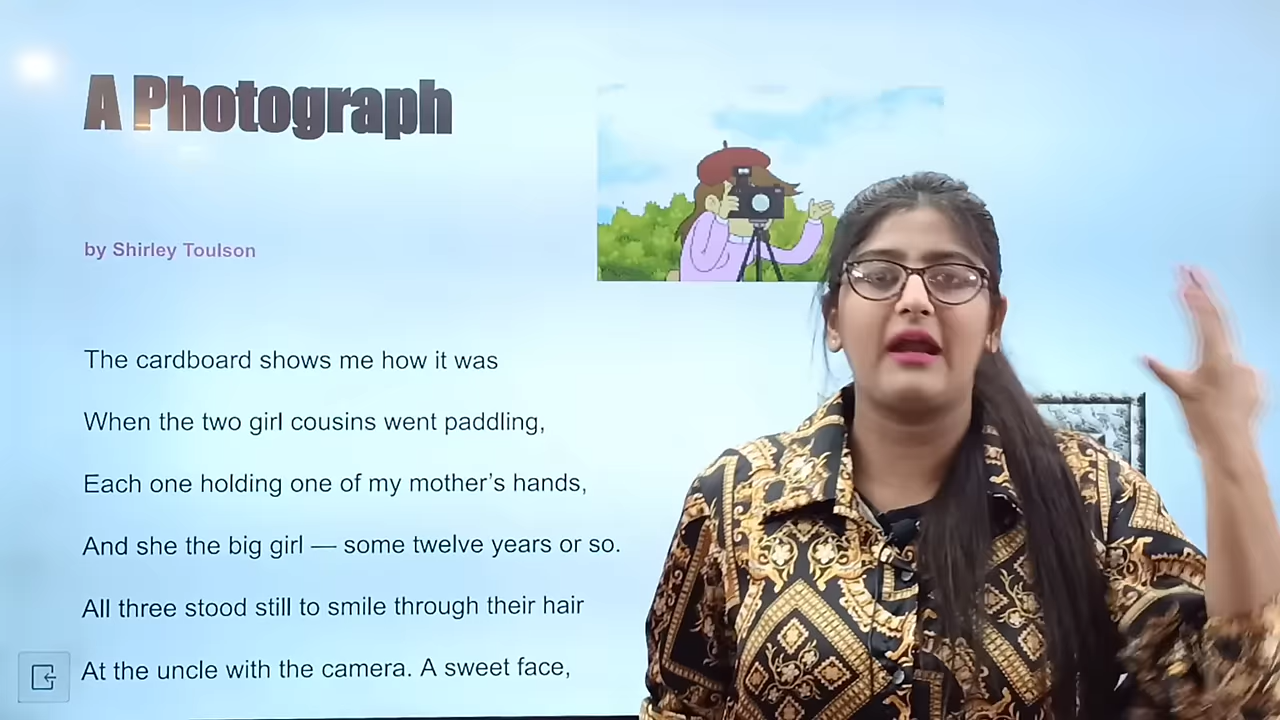 A Photograph
by Shirley Toulson
The cardboard shows me how it was
When the two girl cousins went paddling,
Each one holding one of my mother’s hands,
And she the big girl — some twelve years or so.
All three stood still to smile through their hair
At the uncle with the camera. A sweet face,